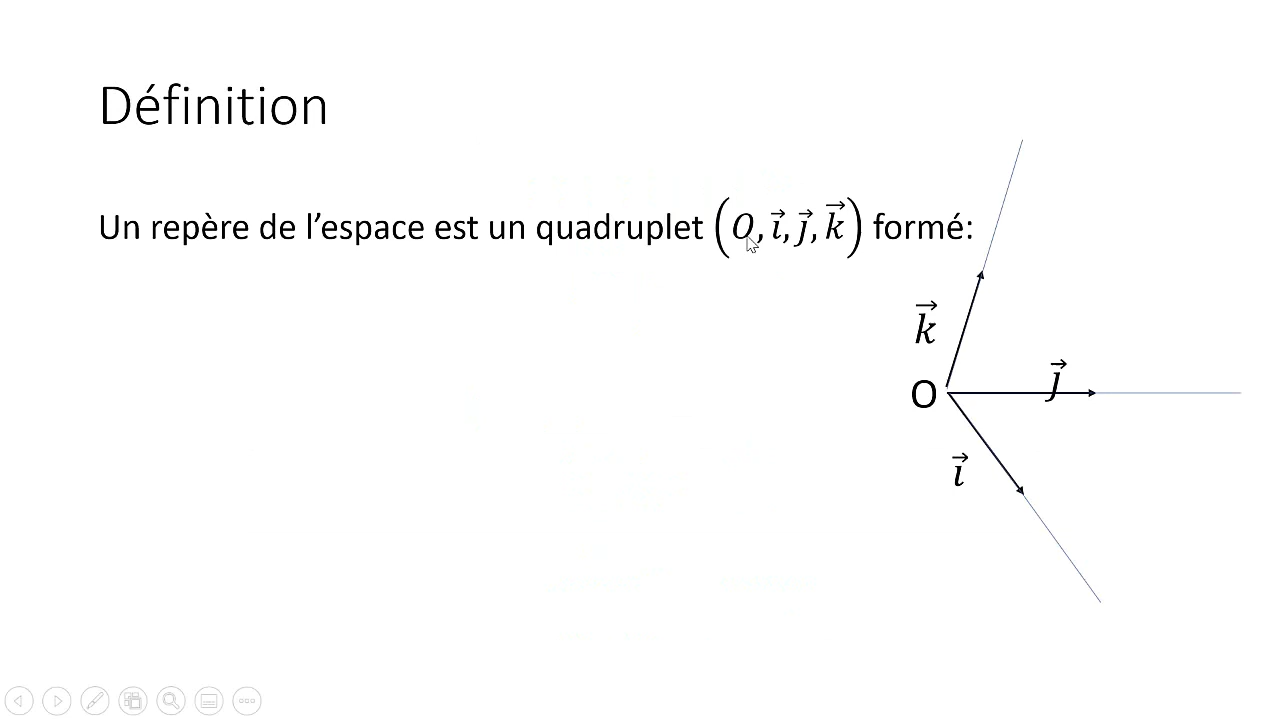 Définition
Un repère de l’espace est un quadruplet (O, i⃗, j⃗, k⃗) formé:
k⃗
j⃗
O
i⃗